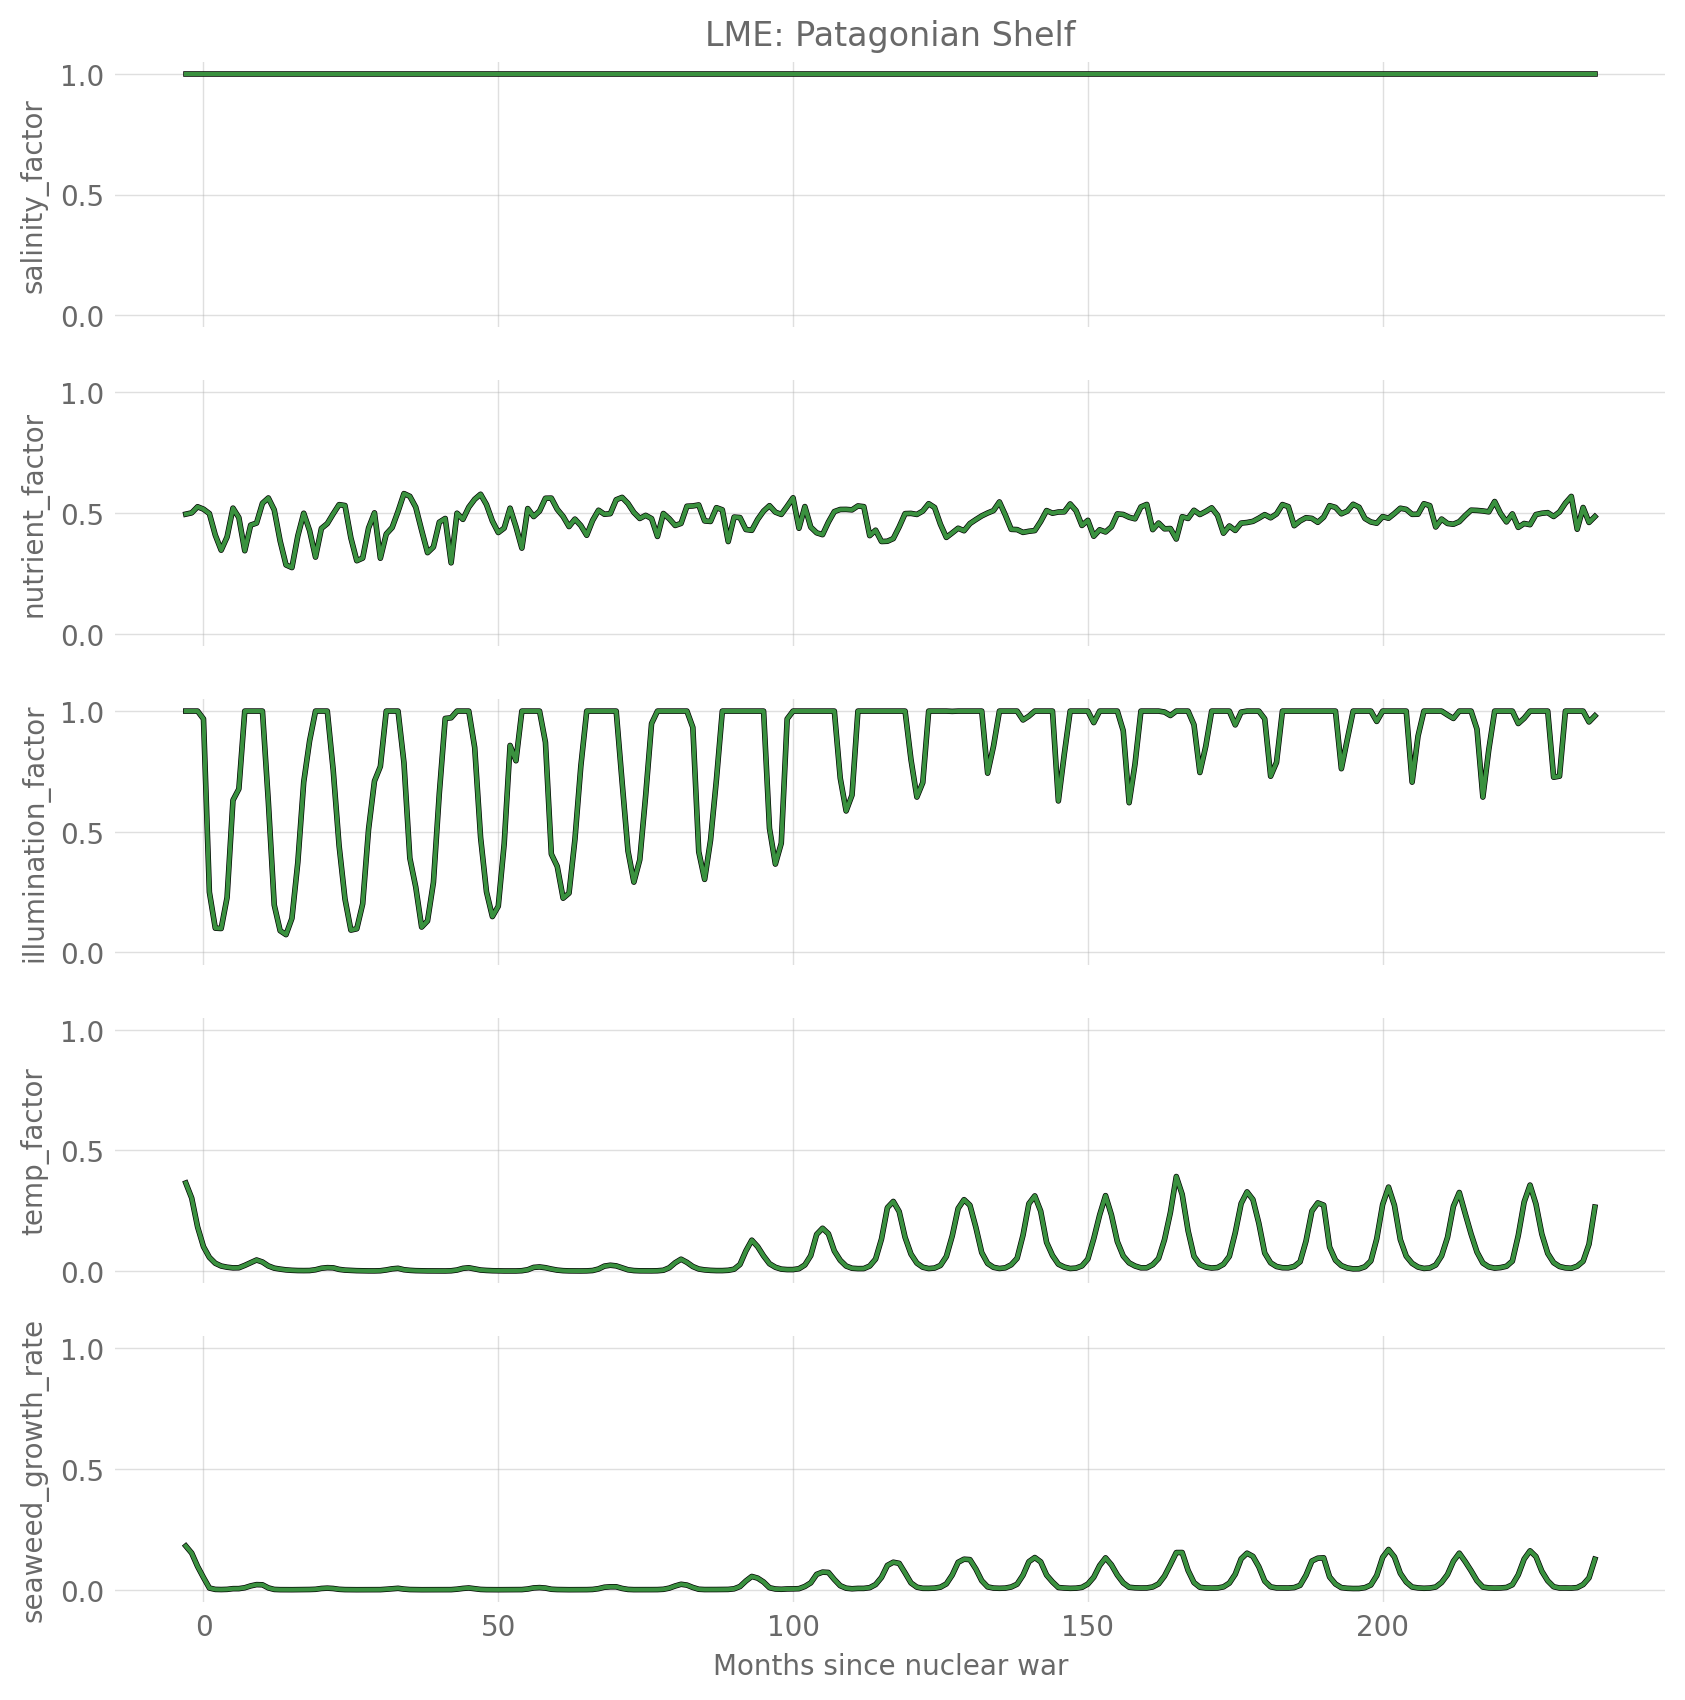 LME: Patagonian Shelf
1.0
0.5
0.0
salinity_factor
1.0
0.5
0.0
nutrient_factor
1.0
0.5
0.0
illumination_factor
1.0
0.5
0.0
temp_factor
1.0
0.5
0.0
seaweed_growth_rate
0 50 100 150 200
Months since nuclear war